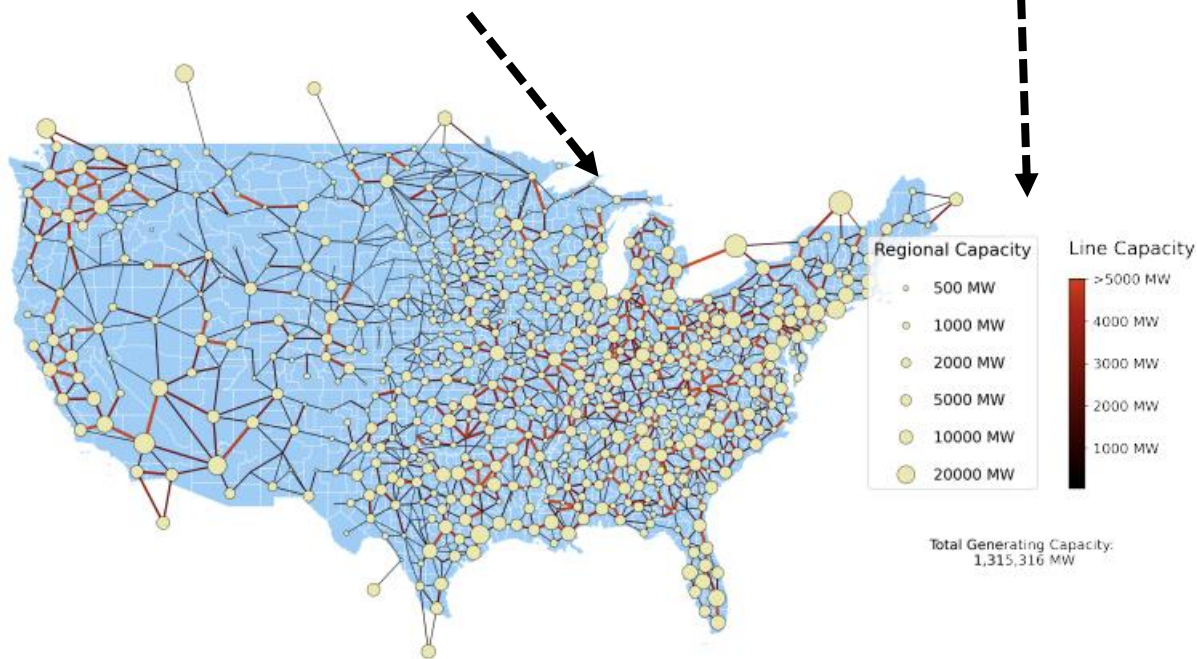 Regional Capacity
500 MW
1000 MW
2000 MW
5000 MW
10000 MW
20000 MW
Line Capacity
>5000 MW
4000 MW
3000 MW
2000 MW
1000 MW
Total Generating Capacity:
1,315,316 MW